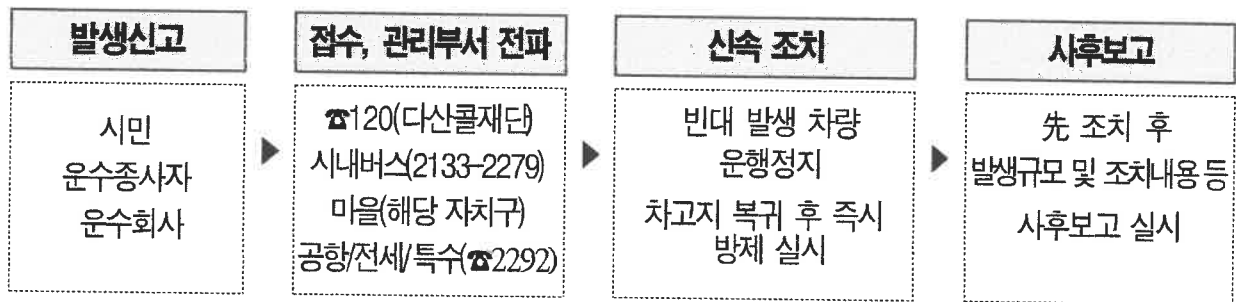 발생신고
시민
운수종사자
운수회사
▶
접수, 관리부서 전파
☎120(다산콜재단)
시내버스(2133-2279)
마을(해당 자치구)
공항/전세/특수(☎2292)
▶
신속 조치
빈대 발생 차량
운행정지
차고지 복귀 후 즉시
방제 실시
▶
사후보고
先 조치 후
발생규모 및 조치내용 등
사후보고 실시